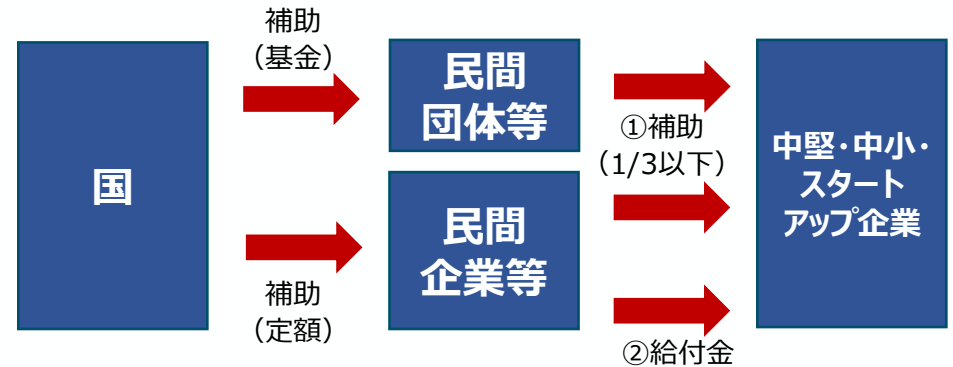 国
補助
（基金）
補助
（定額）
民間
団体等
民間
企業等
①補助
（1/3以下）
②給付金
中堅・中小・
スタート
アップ企業